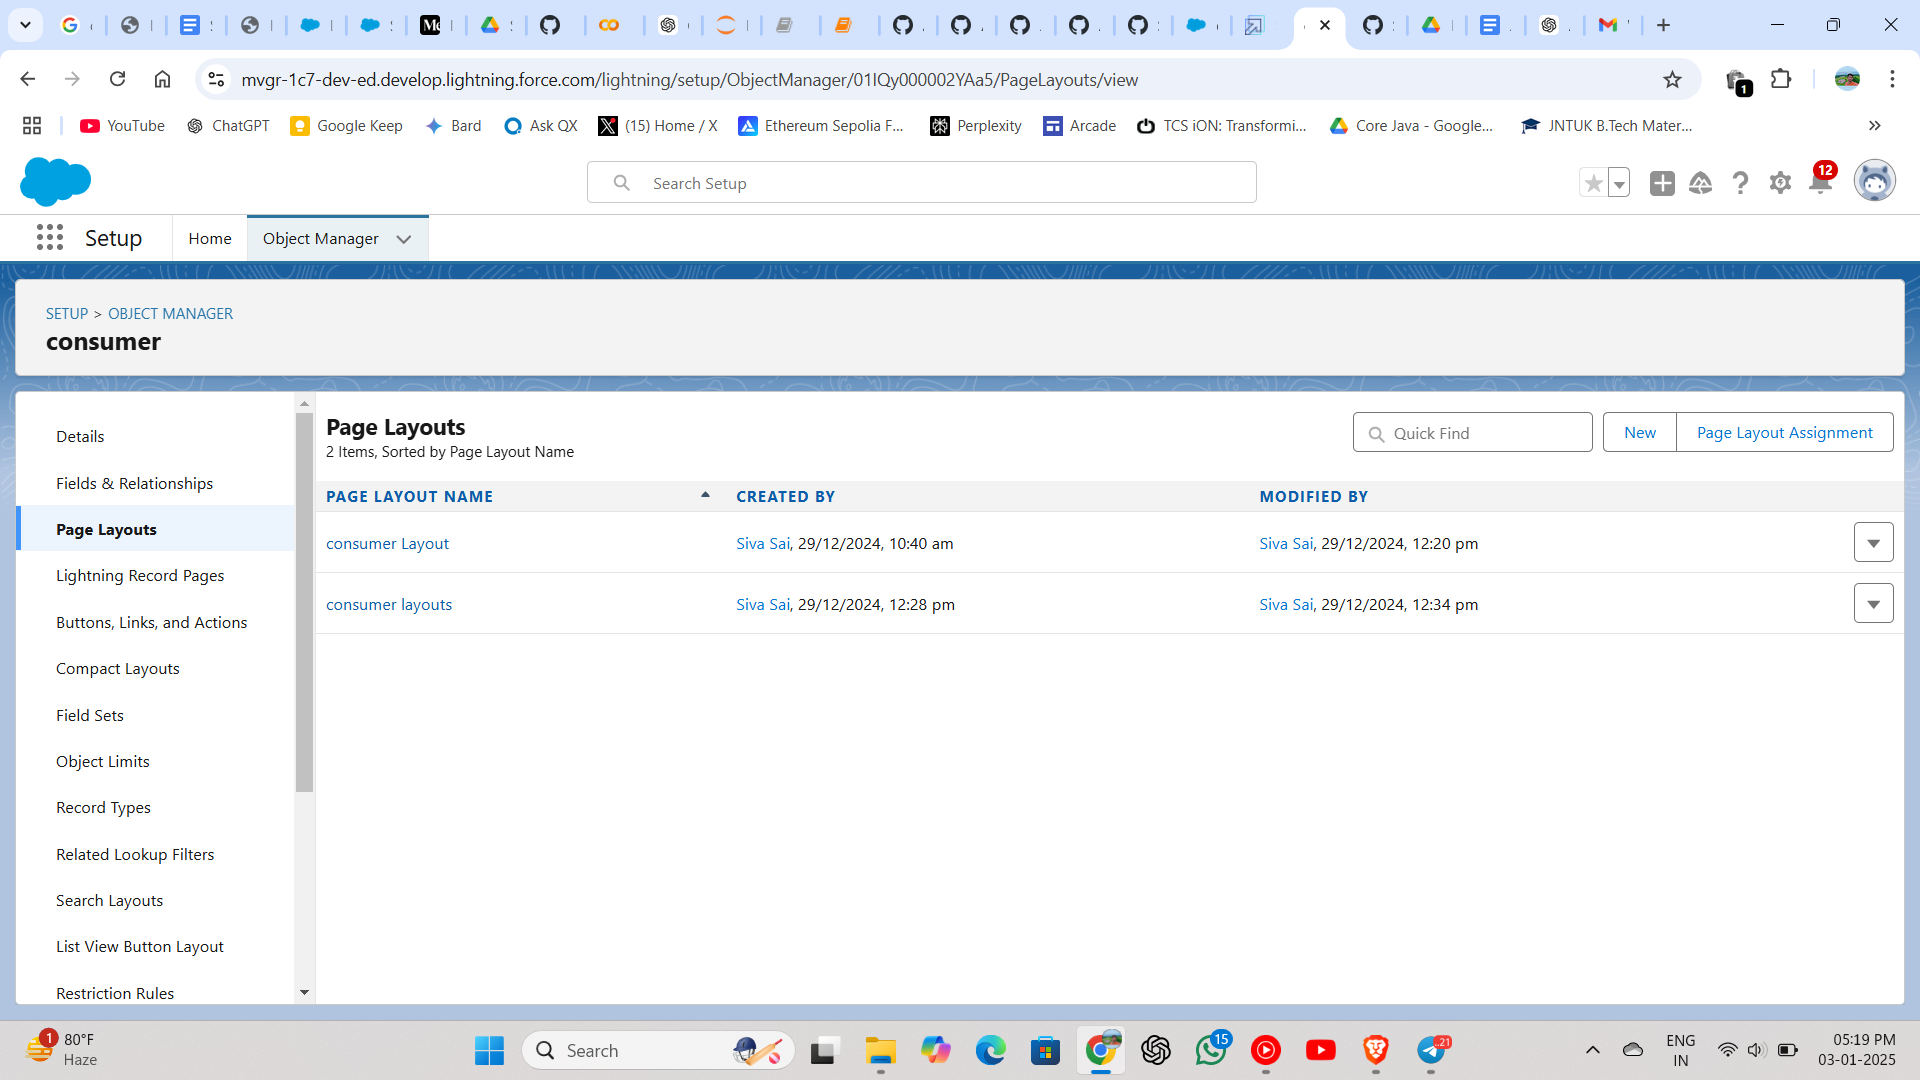 mvgr-1c7-dev-ed.develop.lightning.force.com/lightning/setup/ObjectManager/01IQy000002YAa5/PageLayouts/view
1
YouTube
ChatGPT
Google Keep
Bard
Ask QX
(15) Home / X
Ethereum Sepolia F...
Perplexity
Arcade
TCS iON: Transformi...
Core Java - Google...
JNTUK B.Tech Mater...
Search Setup
12
Setup
Home
Object Manager
SETUP > OBJECT MANAGER
consumer
Details
Fields & Relationships
Page Layouts
Lightning Record Pages
Buttons, Links, and Actions
Compact Layouts
Field Sets
Object Limits
Record Types
Related Lookup Filters
Search Layouts
List View Button Layout
Restriction Rules
Page Layouts
2 Items, Sorted by Page Layout Name
Quick Find
New
Page Layout Assignment
PAGE LAYOUT NAME CREATED BY MODIFIED BY
consumer Layout Siva Sai, 29/12/2024, 10:40 am Siva Sai, 29/12/2024, 12:20 pm
consumer layouts Siva Sai, 29/12/2024, 12:28 pm Siva Sai, 29/12/2024, 12:34 pm
1
80°F
Haze
Search
15
21
ENG
IN
05:19 PM
03-01-2025